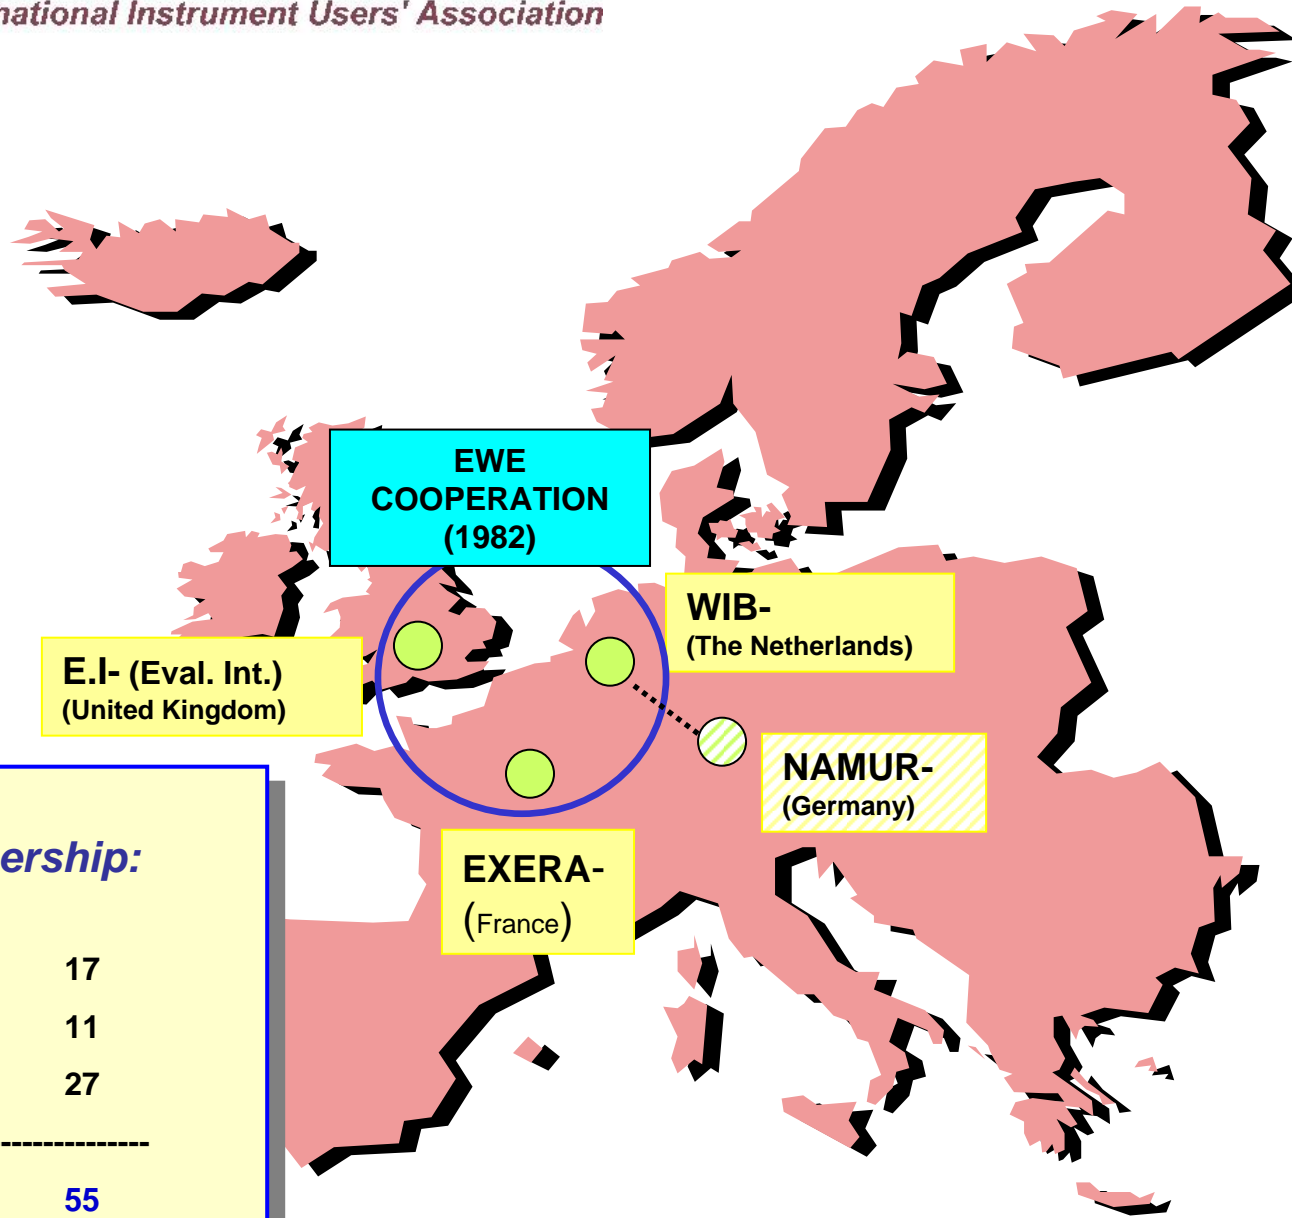 national Instrument Users' Association
EWE
COOPERATION
(1982)
WIB-
(The Netherlands)
E.I- (Eval. Int.)
(United Kingdom)
NAMUR-
(Germany)
EXERA-
(France)
ership:
17
11
27
--------------
55